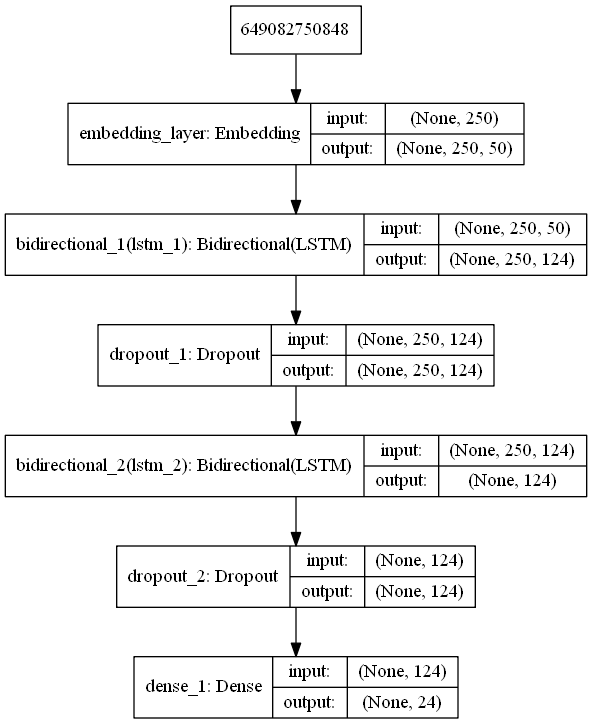 649082750848
embedding_layer: Embedding
input: (None, 250)
output: (None, 250, 50)
bidirectional_1(lstm_1): Bidirectional(LSTM)
input: (None, 250, 50)
output: (None, 250, 124)
dropout_1: Dropout
input: (None, 250, 124)
output: (None, 250, 124)
bidirectional_2(lstm_2): Bidirectional(LSTM)
input: (None, 250, 124)
output: (None, 124)
dropout_2: Dropout
input: (None, 124)
output: (None, 124)
dense_1: Dense
input: (None, 124)
output: (None, 24)